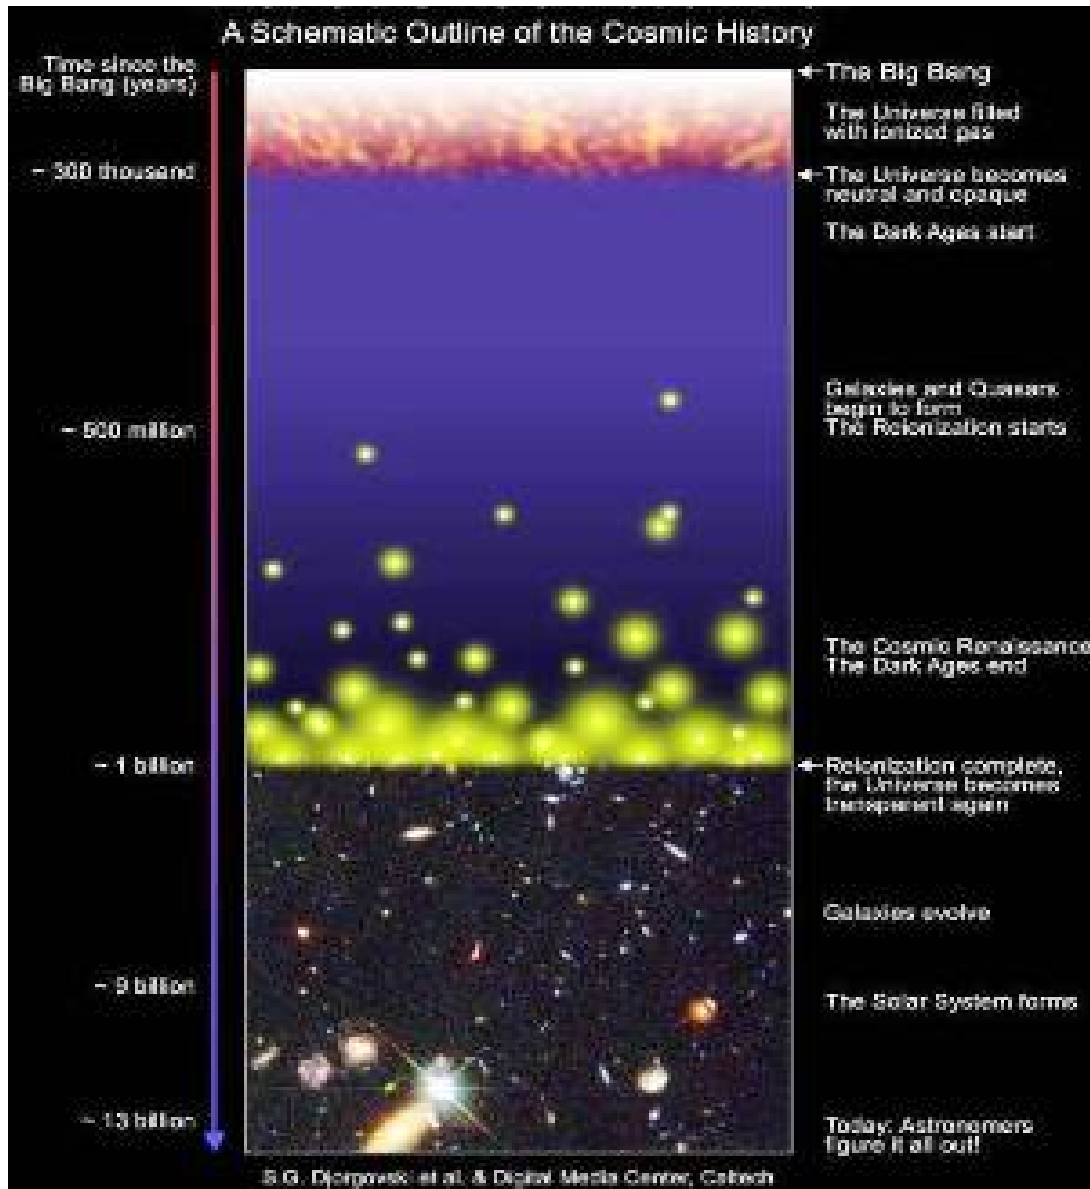 A Schematic Outline of the Cosmic History
Time since the
Big Bang (years)
The Big Bang
The Universe filled
with ionized gas
~ 300 thousand
The Universe becomes
neutral and opaque
The Dark Ages start
Galaxies and Quasars
begin to form
The Reionization starts
~ 500 million
The Cosmic Renaissance
The Dark Ages end
~ 1 billion
Reionization complete,
the Universe becomes
transparent again
Galaxies evolve
~ 9 billion
The Solar System forms
~ 13 billion
Today: Astronomers
figure it all out!
S.G. Djorgovski et al. & Digital Media Center, Caltech